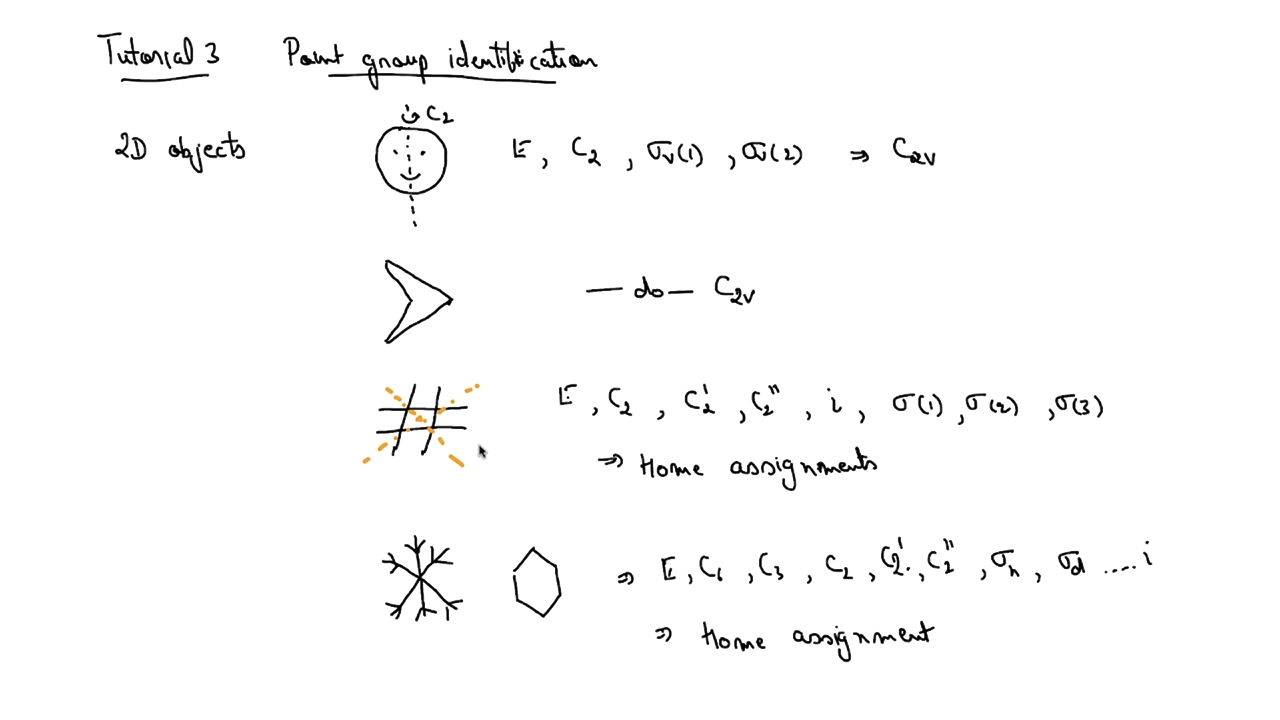 Tutorial 3 Point group identification
C2
2D objects E, C2, σv(1), σv(2) ⇒ C2v
— do — C2v
E, C2, C2', C2'', i, σ(1), σ(2), σ(3)
⇒ Home assignments
⇒ E, C6, C3, C2, C2'., C2'', σh, σd ....i
⇒ Home assignment